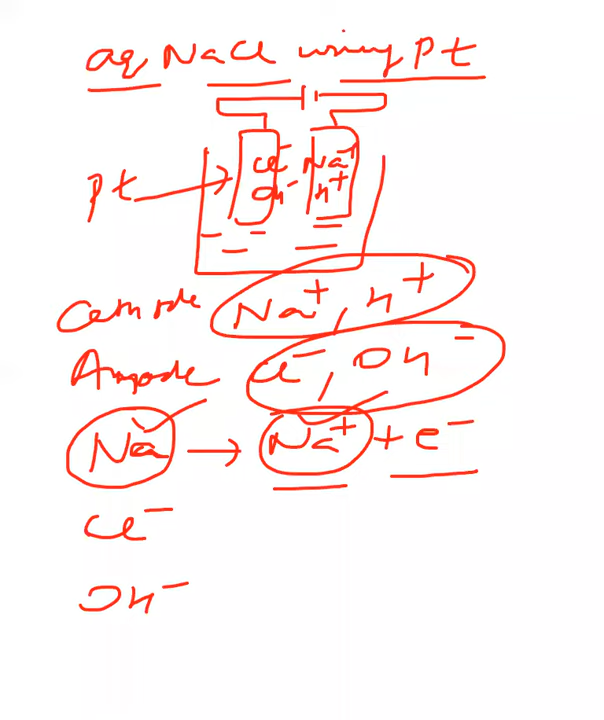 aq NaCl using Pt
Cl⁻ Na⁺
Pt OH⁻ H⁺
Cathode Na⁺, H⁺
Anode Cl⁻, OH⁻
Na → Na⁺ + e⁻
Cl⁻
OH⁻